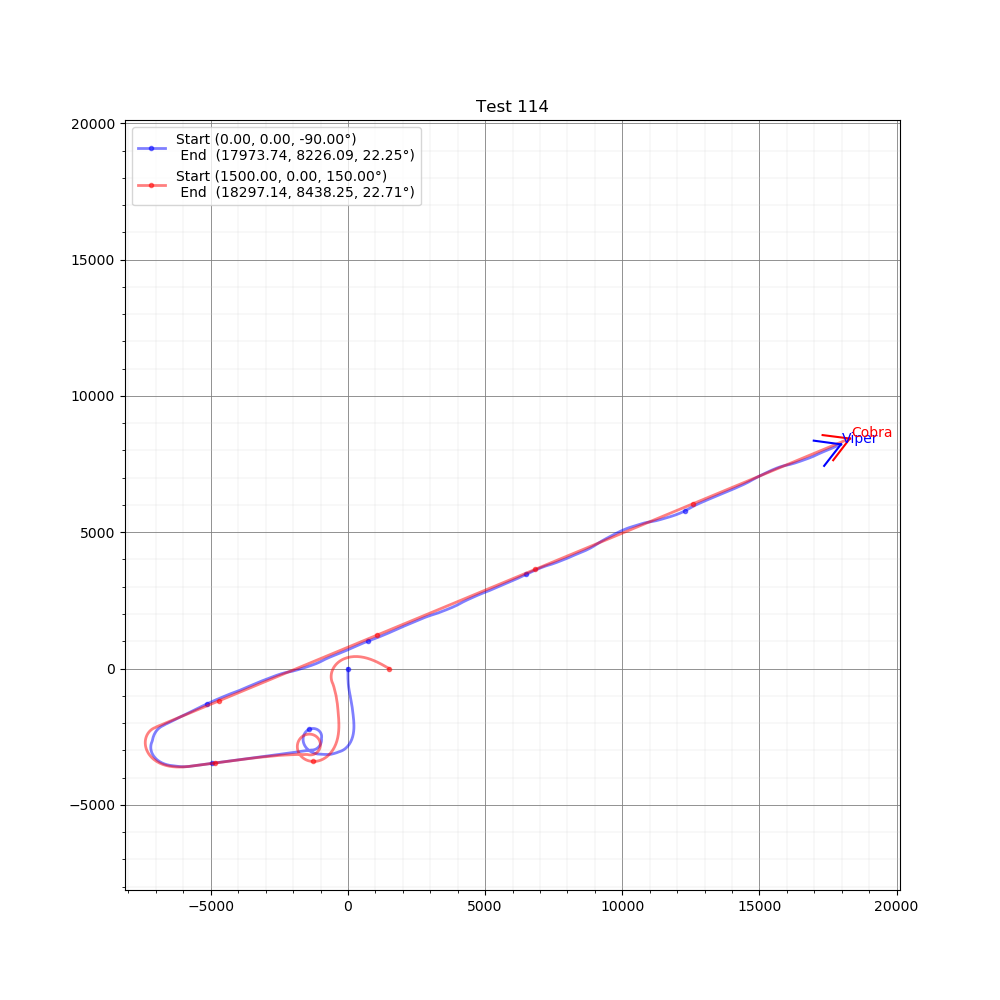 Test 114
20000
15000
10000
5000
0
−5000
Start (0.00, 0.00, -90.00°)
End (17973.74, 8226.09, 22.25°)
Start (1500.00, 0.00, 150.00°)
End (18297.14, 8438.25, 22.71°)
Cobra
Viper
−5000 0 5000 10000 15000 20000